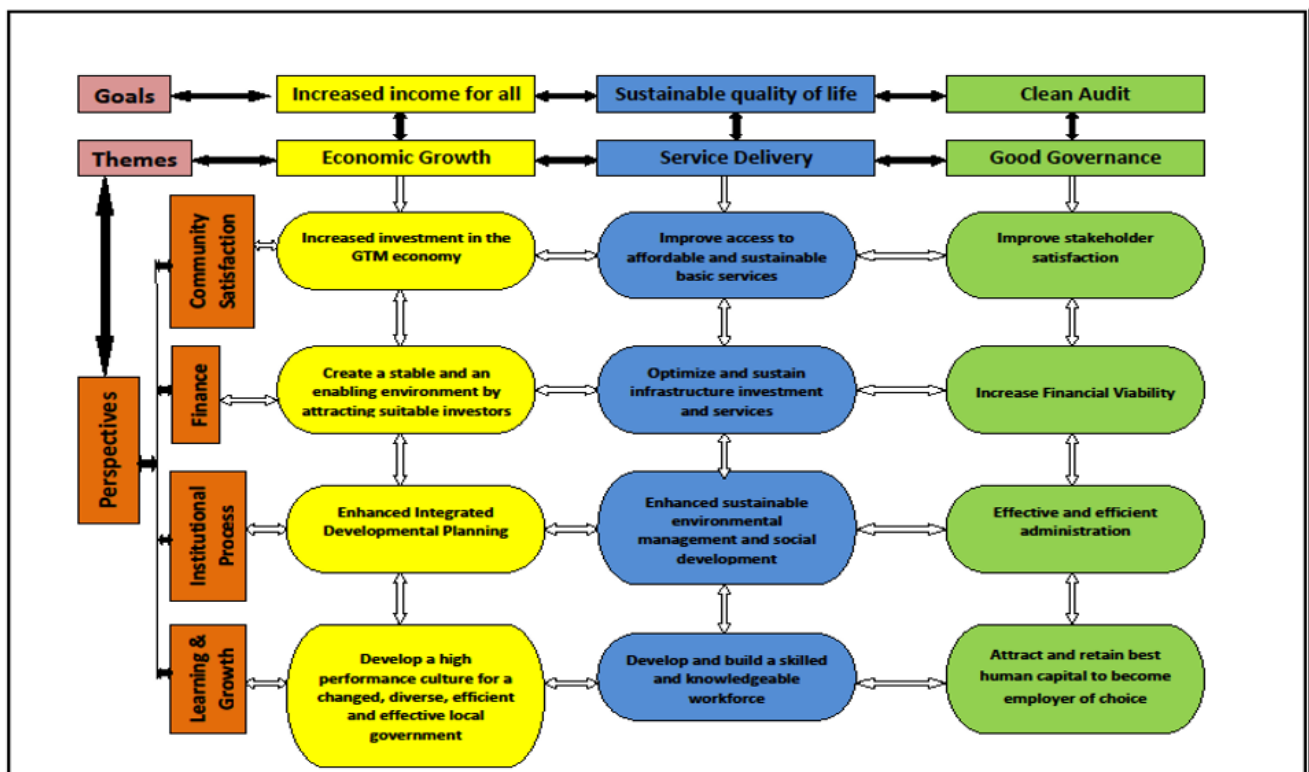 Goals
Increased income for all
Sustainable quality of life
Clean Audit
Themes
Economic Growth
Service Delivery
Good Governance
Perspectives
Community
Satisfaction
Increased investment in the
GTM economy
Improve access to
affordable and sustainable
basic services
Improve stakeholder
satisfaction
Finance
Create a stable and an
enabling environment by
attracting suitable investors
Optimize and sustain
infrastructure investment
and services
Increase Financial Viability
Institutional
Process
Enhanced Integrated
Developmental Planning
Enhanced sustainable
environmental
management and social
development
Effective and efficient
administration
Learning &
Growth
Develop a high
performance culture for a
changed, diverse, efficient
and effective local
government
Develop and build a skilled
and knowledgeable
workforce
Attract and retain best
human capital to become
employer of choice